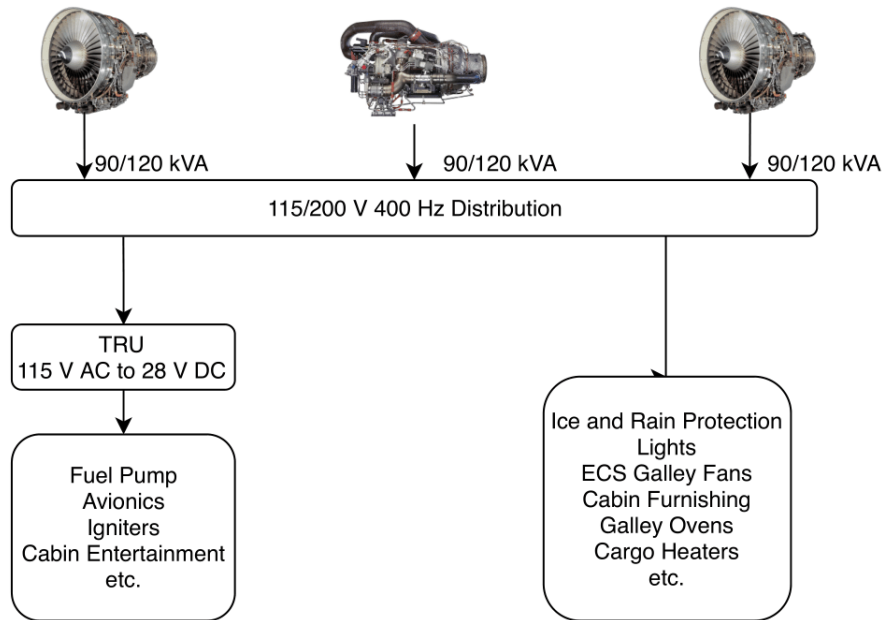 90/120 kVA
90/120 kVA
90/120 kVA
115/200 V 400 Hz Distribution
TRU
115 V AC to 28 V DC
Fuel Pump
Avionics
Igniters
Cabin Entertainment
etc.
Ice and Rain Protection
Lights
ECS Galley Fans
Cabin Furnishing
Galley Ovens
Cargo Heaters
etc.